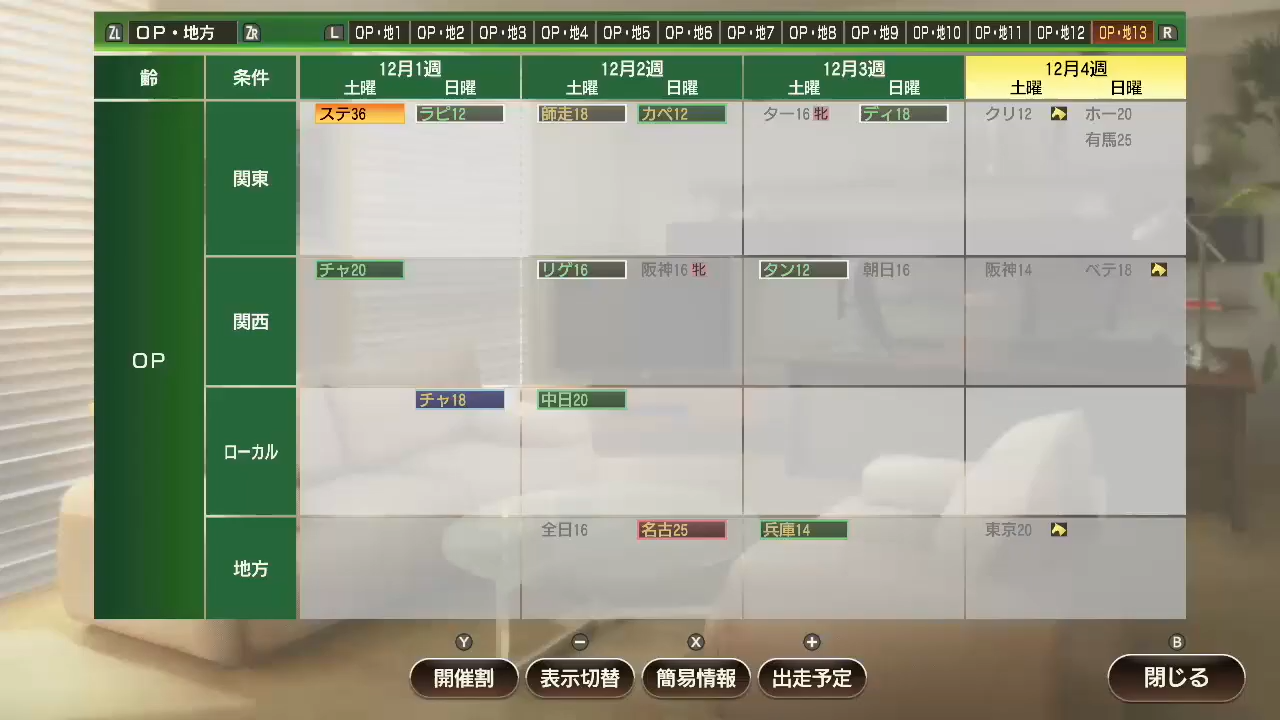 ZL OP・地方 ZR L OP・地1 OP・地2 OP・地3 OP・地4 OP・地5 OP・地6 OP・地7 OP・地8 OP・地9 OP・地10 OP・地11 OP・地12 OP・地13 R
齢 条件 12月1週 12月2週 12月3週 12月4週
土曜 日曜 土曜 日曜 土曜 日曜 土曜 日曜
ステ36 ラピ12 師走18 カペ12 ター16 牝 ディ18 クリ12 ホー20
有馬25
関東
チャ20 リゲ16 阪神16 牝 タン12 朝日16 阪神14 ベテ18
関西
OP
チャ18 中日20
ローカル
全日16 名古25 兵庫14 東京20
地方
Y − X + B
開催割 表示切替 簡易情報 出走予定 閉じる